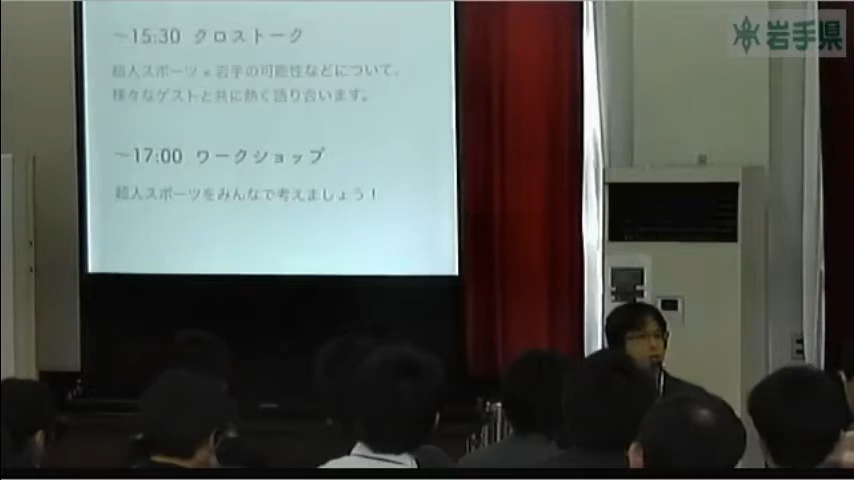 岩手県
〜15:30 クロストーク
超人スポーツ × 岩手の可能性などについて、
様々なゲストと共に熱く語り合います。
〜17:00 ワークショップ
超人スポーツをみんなで考えましょう！